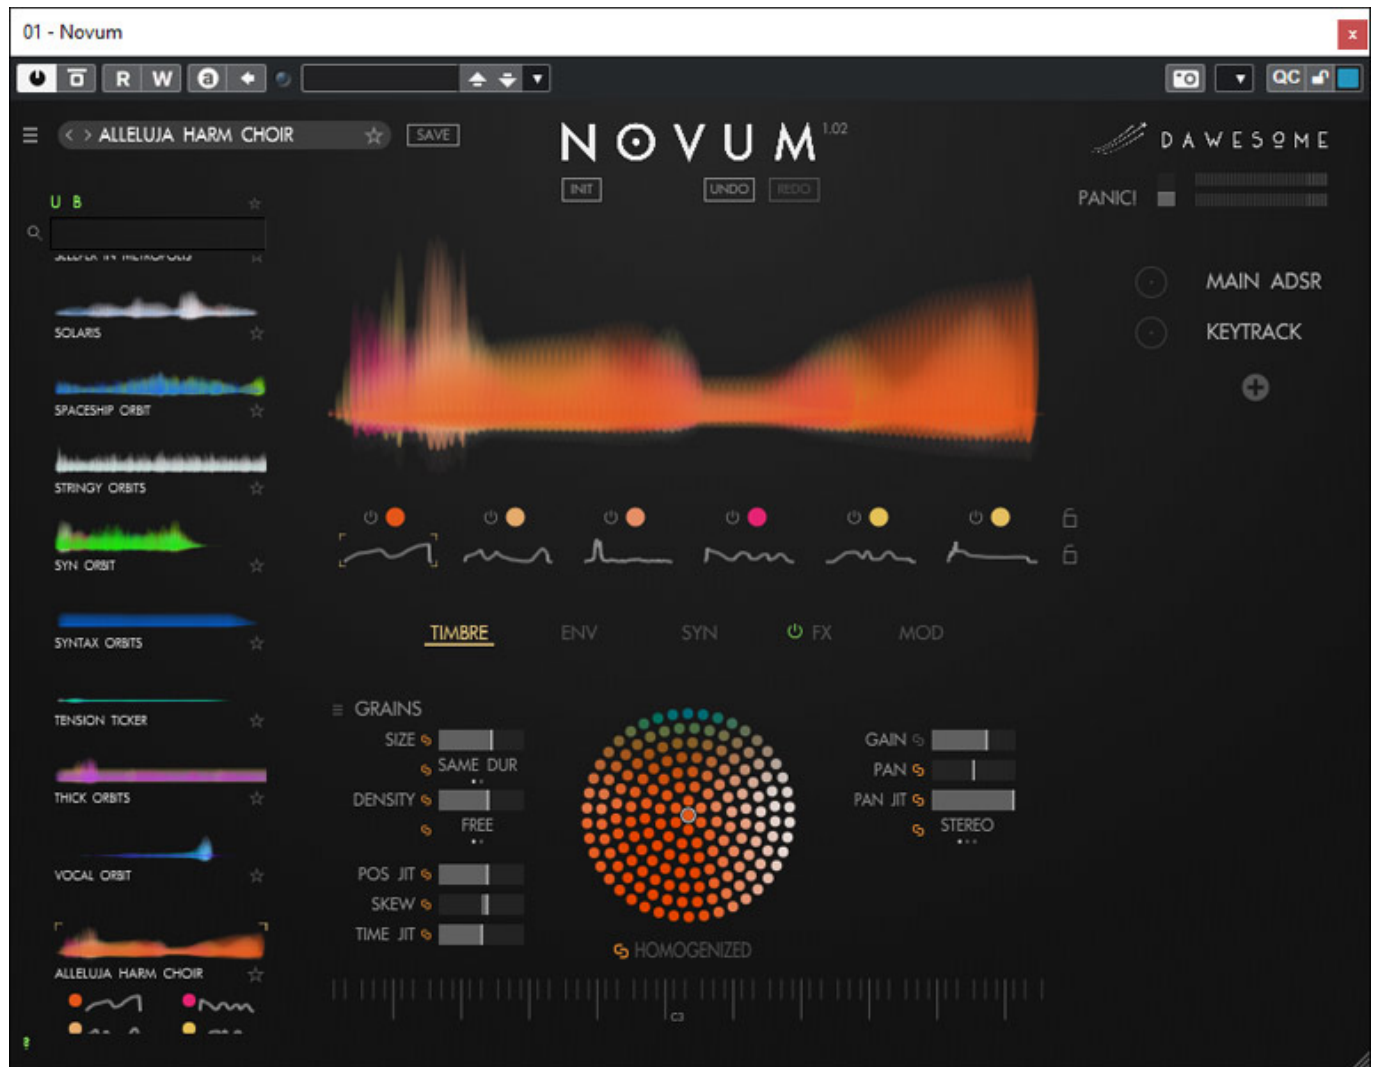 01 - Novum
x
R W a
QC
ALLELUJA HARM CHOIR
SAVE
NOVUM 1.02
DAWESOME
INIT
UNDO
REDO
PANIC!
U B
SLEEPER IN METROPOLIS
SOLARIS
SPACESHIP ORBIT
STRINGY ORBITS
SYN ORBIT
SYNTAX ORBITS
TENSION TICKER
THICK ORBITS
VOCAL ORBIT
ALLELUJA HARM CHOIR
MAIN ADSR
KEYTRACK
TIMBRE
ENV
SYN
FX
MOD
GRAINS
SIZE
SAME DUR
DENSITY
FREE
POS JIT
SKEW
TIME JIT
HOMOGENIZED
GAIN
PAN
PAN JIT
STEREO
C3
?